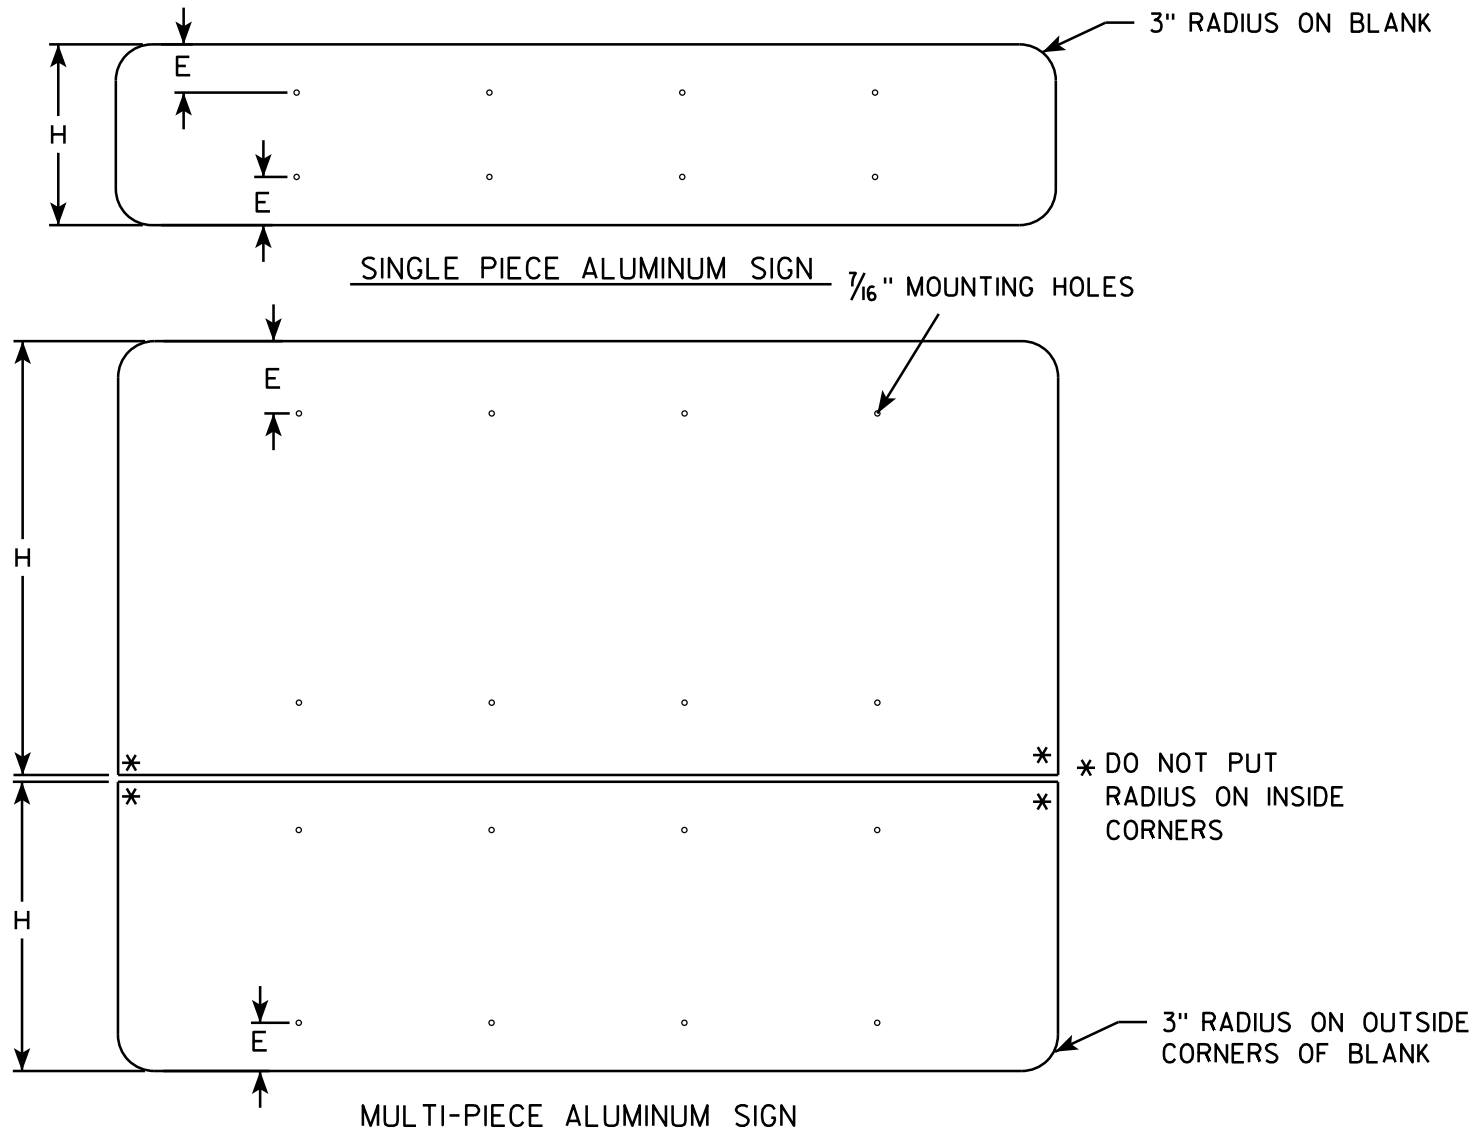 3" RADIUS ON BLANK
E
H
E
SINGLE PIECE ALUMINUM SIGN
7/16" MOUNTING HOLES
E
H
* *
* DO NOT PUT
RADIUS ON INSIDE
CORNERS
* *
H
E
3" RADIUS ON OUTSIDE
CORNERS OF BLANK
MULTI-PIECE ALUMINUM SIGN